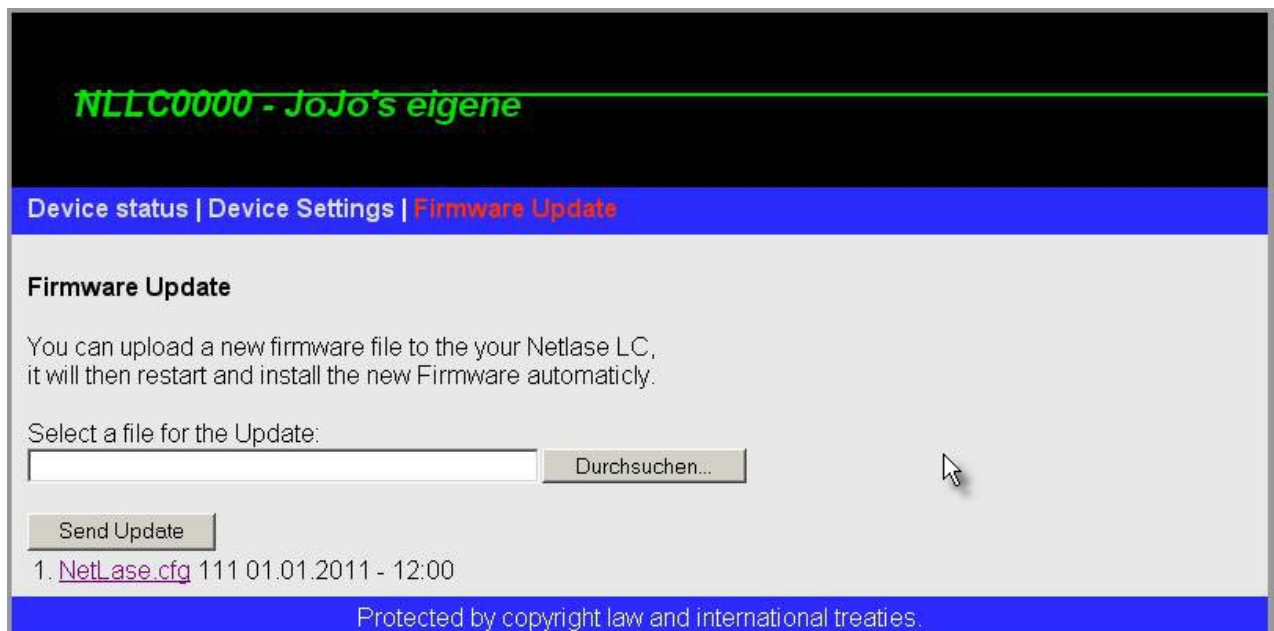 NLLC0000 - JoJo's eigene
Device status | Device Settings | Firmware Update
Firmware Update
You can upload a new firmware file to the your Netlase LC,
it will then restart and install the new Firmware automaticly.
Select a file for the Update:
Durchsuchen...
Send Update
1. NetLase.cfg 111 01.01.2011 - 12:00
Protected by copyright law and international treaties.